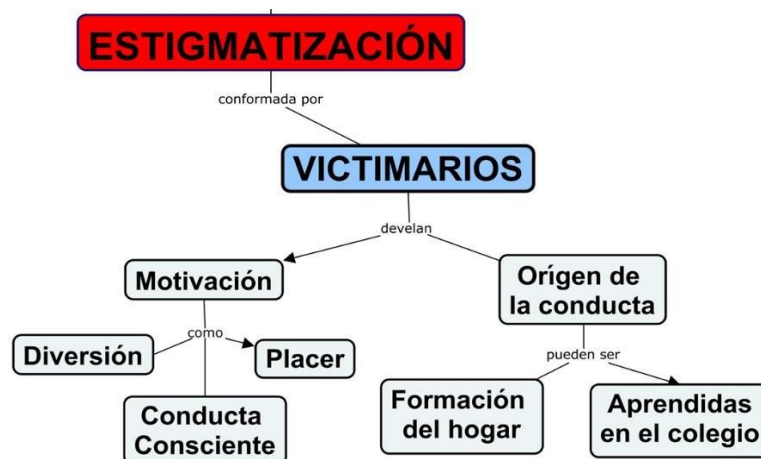 ESTIGMATIZACIÓN
conformada por
VICTIMARIOS
develan
Motivación
Orígen de
la conducta
como
Diversión
Placer
Conducta
Consciente
pueden ser
Formación
del hogar
Aprendidas
en el colegio